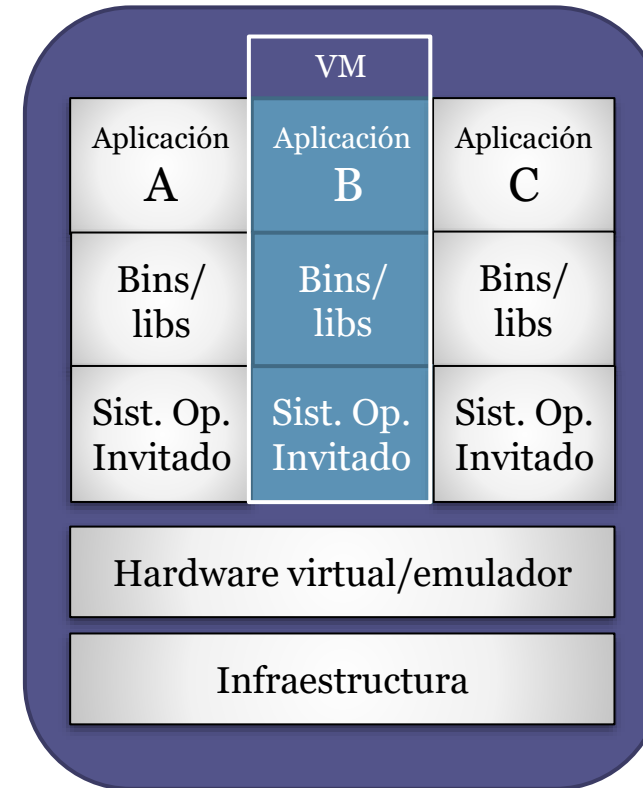 VM
Aplicación
A
Aplicación
B
Aplicación
C
Bins/
libs
Bins/
libs
Bins/
libs
Sist. Op.
Invitado
Sist. Op.
Invitado
Sist. Op.
Invitado
Hardware virtual/emulador
Infraestructura